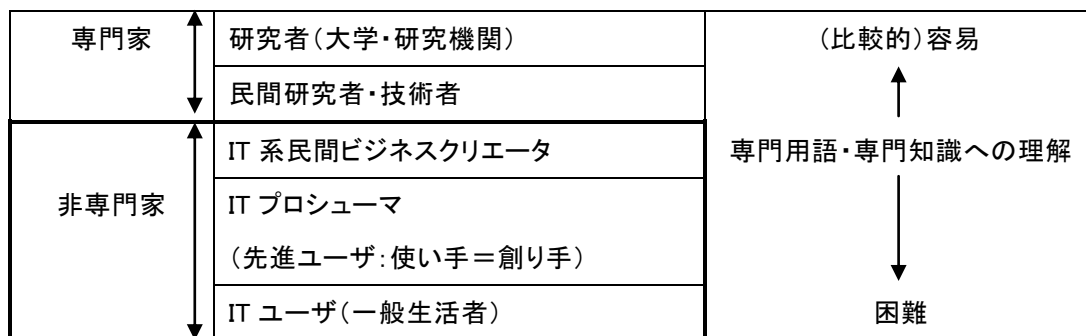 専門家
研究者(大学・研究機関)
(比較的)容易
民間研究者・技術者
IT 系民間ビジネスクリエータ
専門用語・専門知識への理解
非専門家
IT プロシューマ
(先進ユーザ:使い手=創り手)
IT ユーザ(一般生活者)
困難